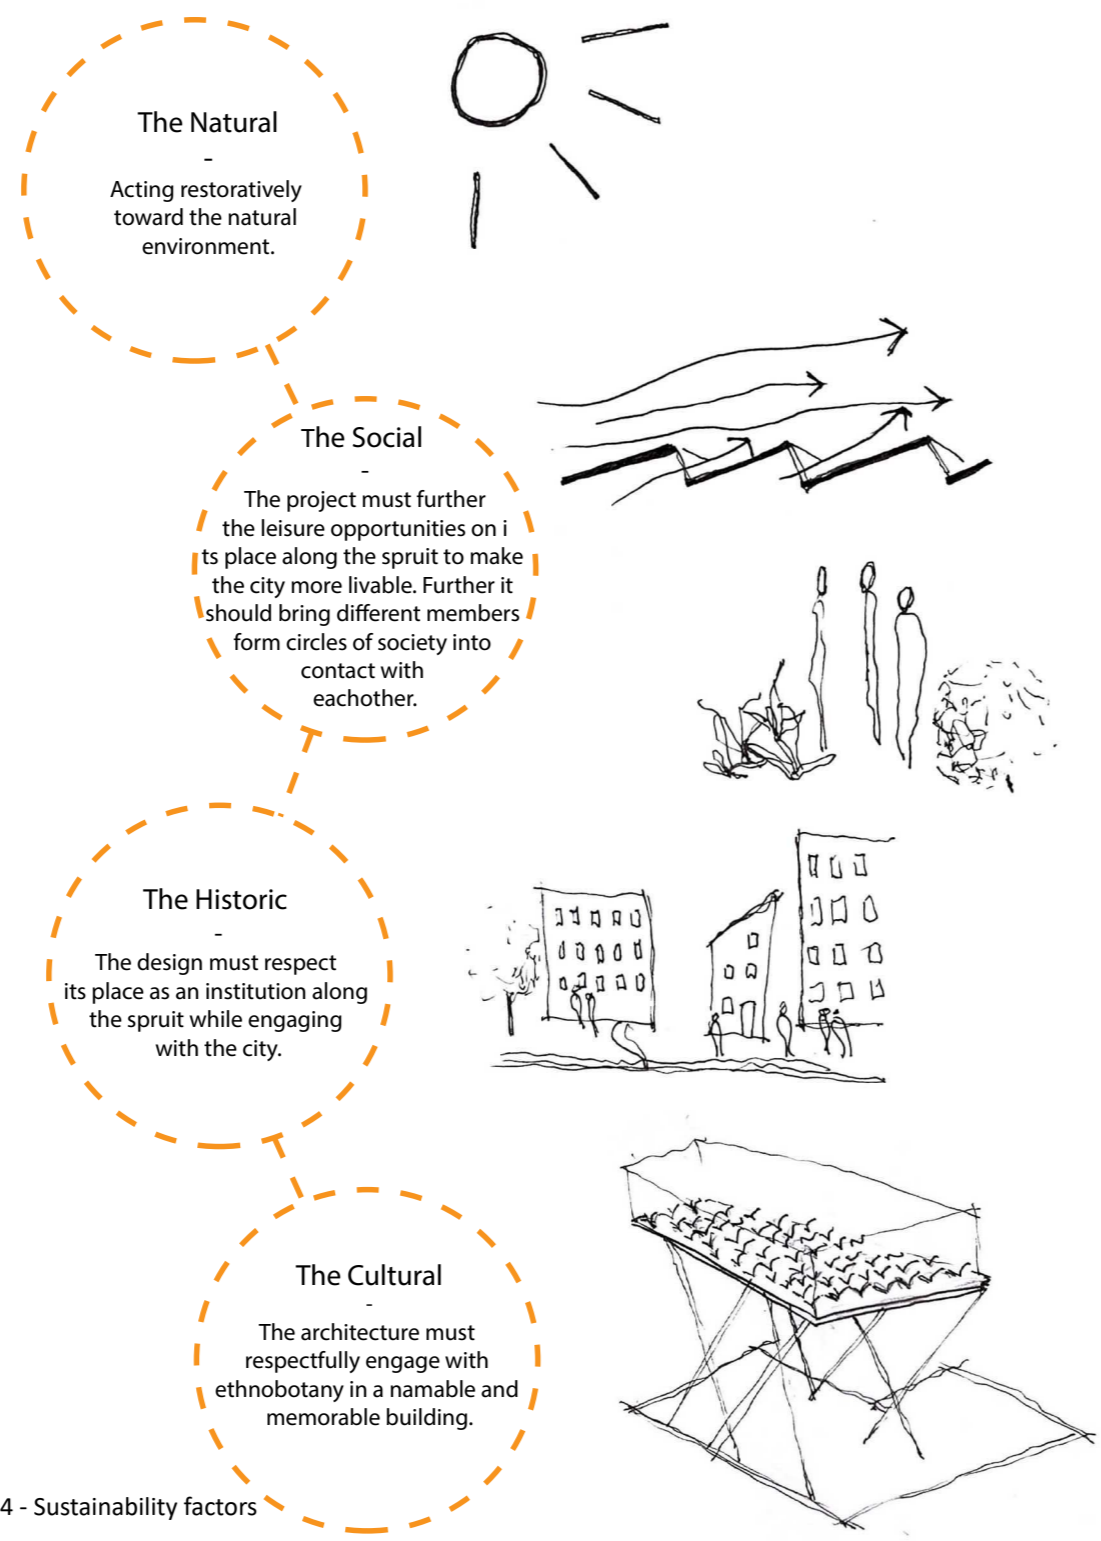 The Natural
-
Acting restoratively
toward the natural
environment.
The Social
-
The project must further
the leisure opportunities on i
ts place along the spruit to make
the city more livable. Further it
should bring different members
form circles of society into
contact with
eachother.
The Historic
-
The design must respect
its place as an institution along
the spruit while engaging
with the city.
The Cultural
-
The architecture must
respectfully engage with
ethnobotany in a namable and
memorable building.
4 - Sustainability factors